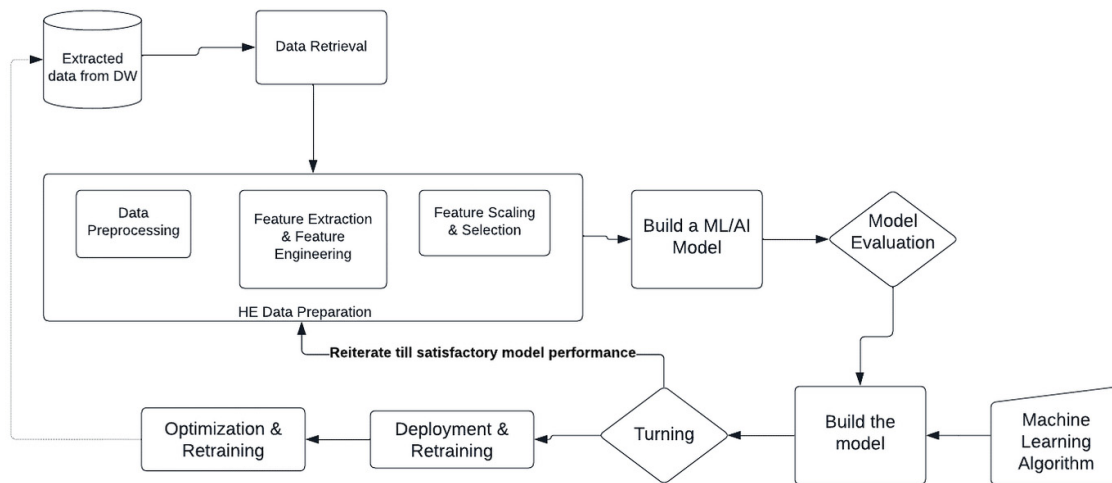 Extracted
data from DW
Data Retrieval
Data
Preprocessing
Feature Extraction
& Feature
Engineering
Feature Scaling
& Selection
HE Data Preparation
Build a ML/AI
Model
Model
Evaluation
Reiterate till satisfactory model performance
Optimization &
Retraining
Deployment &
Retraining
Turning
Build the
model
Machine
Learning
Algorithm